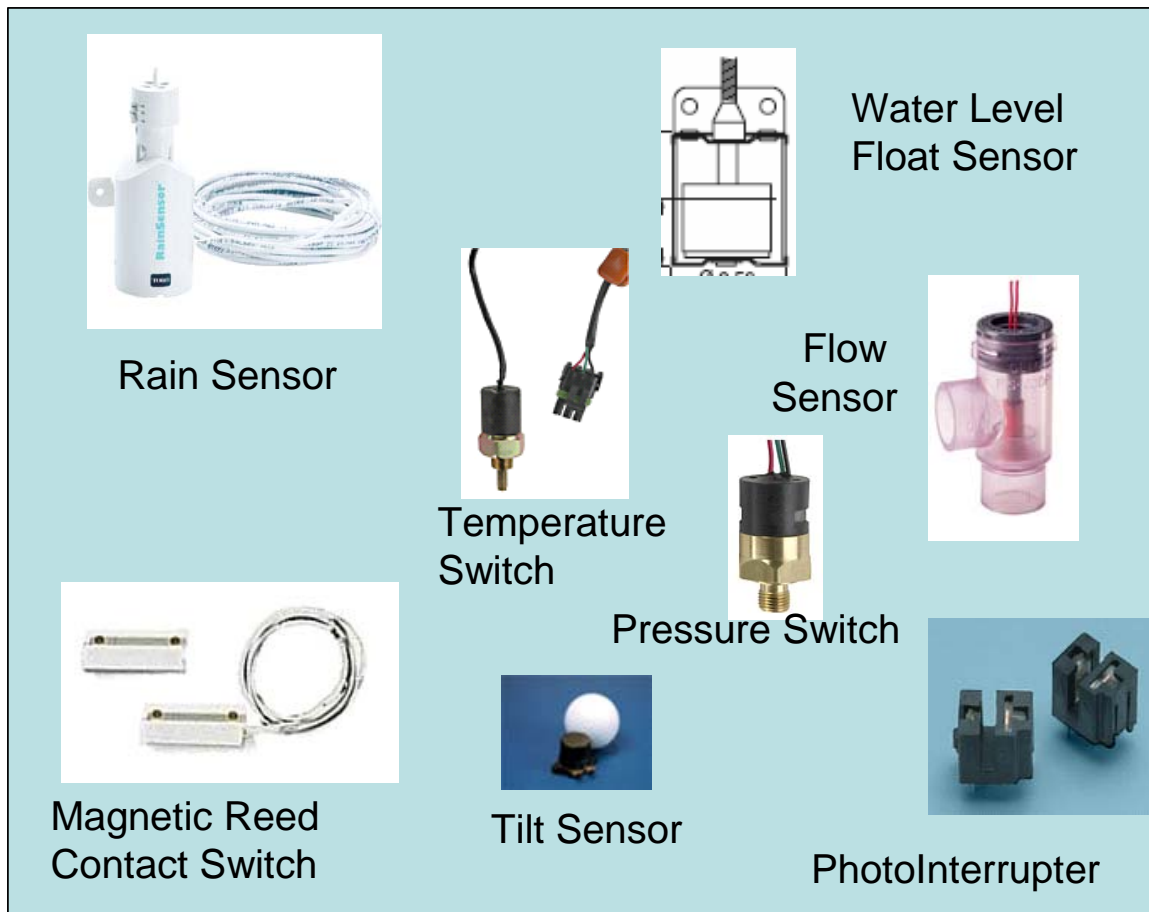 Water Level
Float Sensor
RainSensor
Rain Sensor
Flow
Sensor
Temperature
Switch
Pressure Switch
Magnetic Reed
Contact Switch
Tilt Sensor
PhotoInterrupter